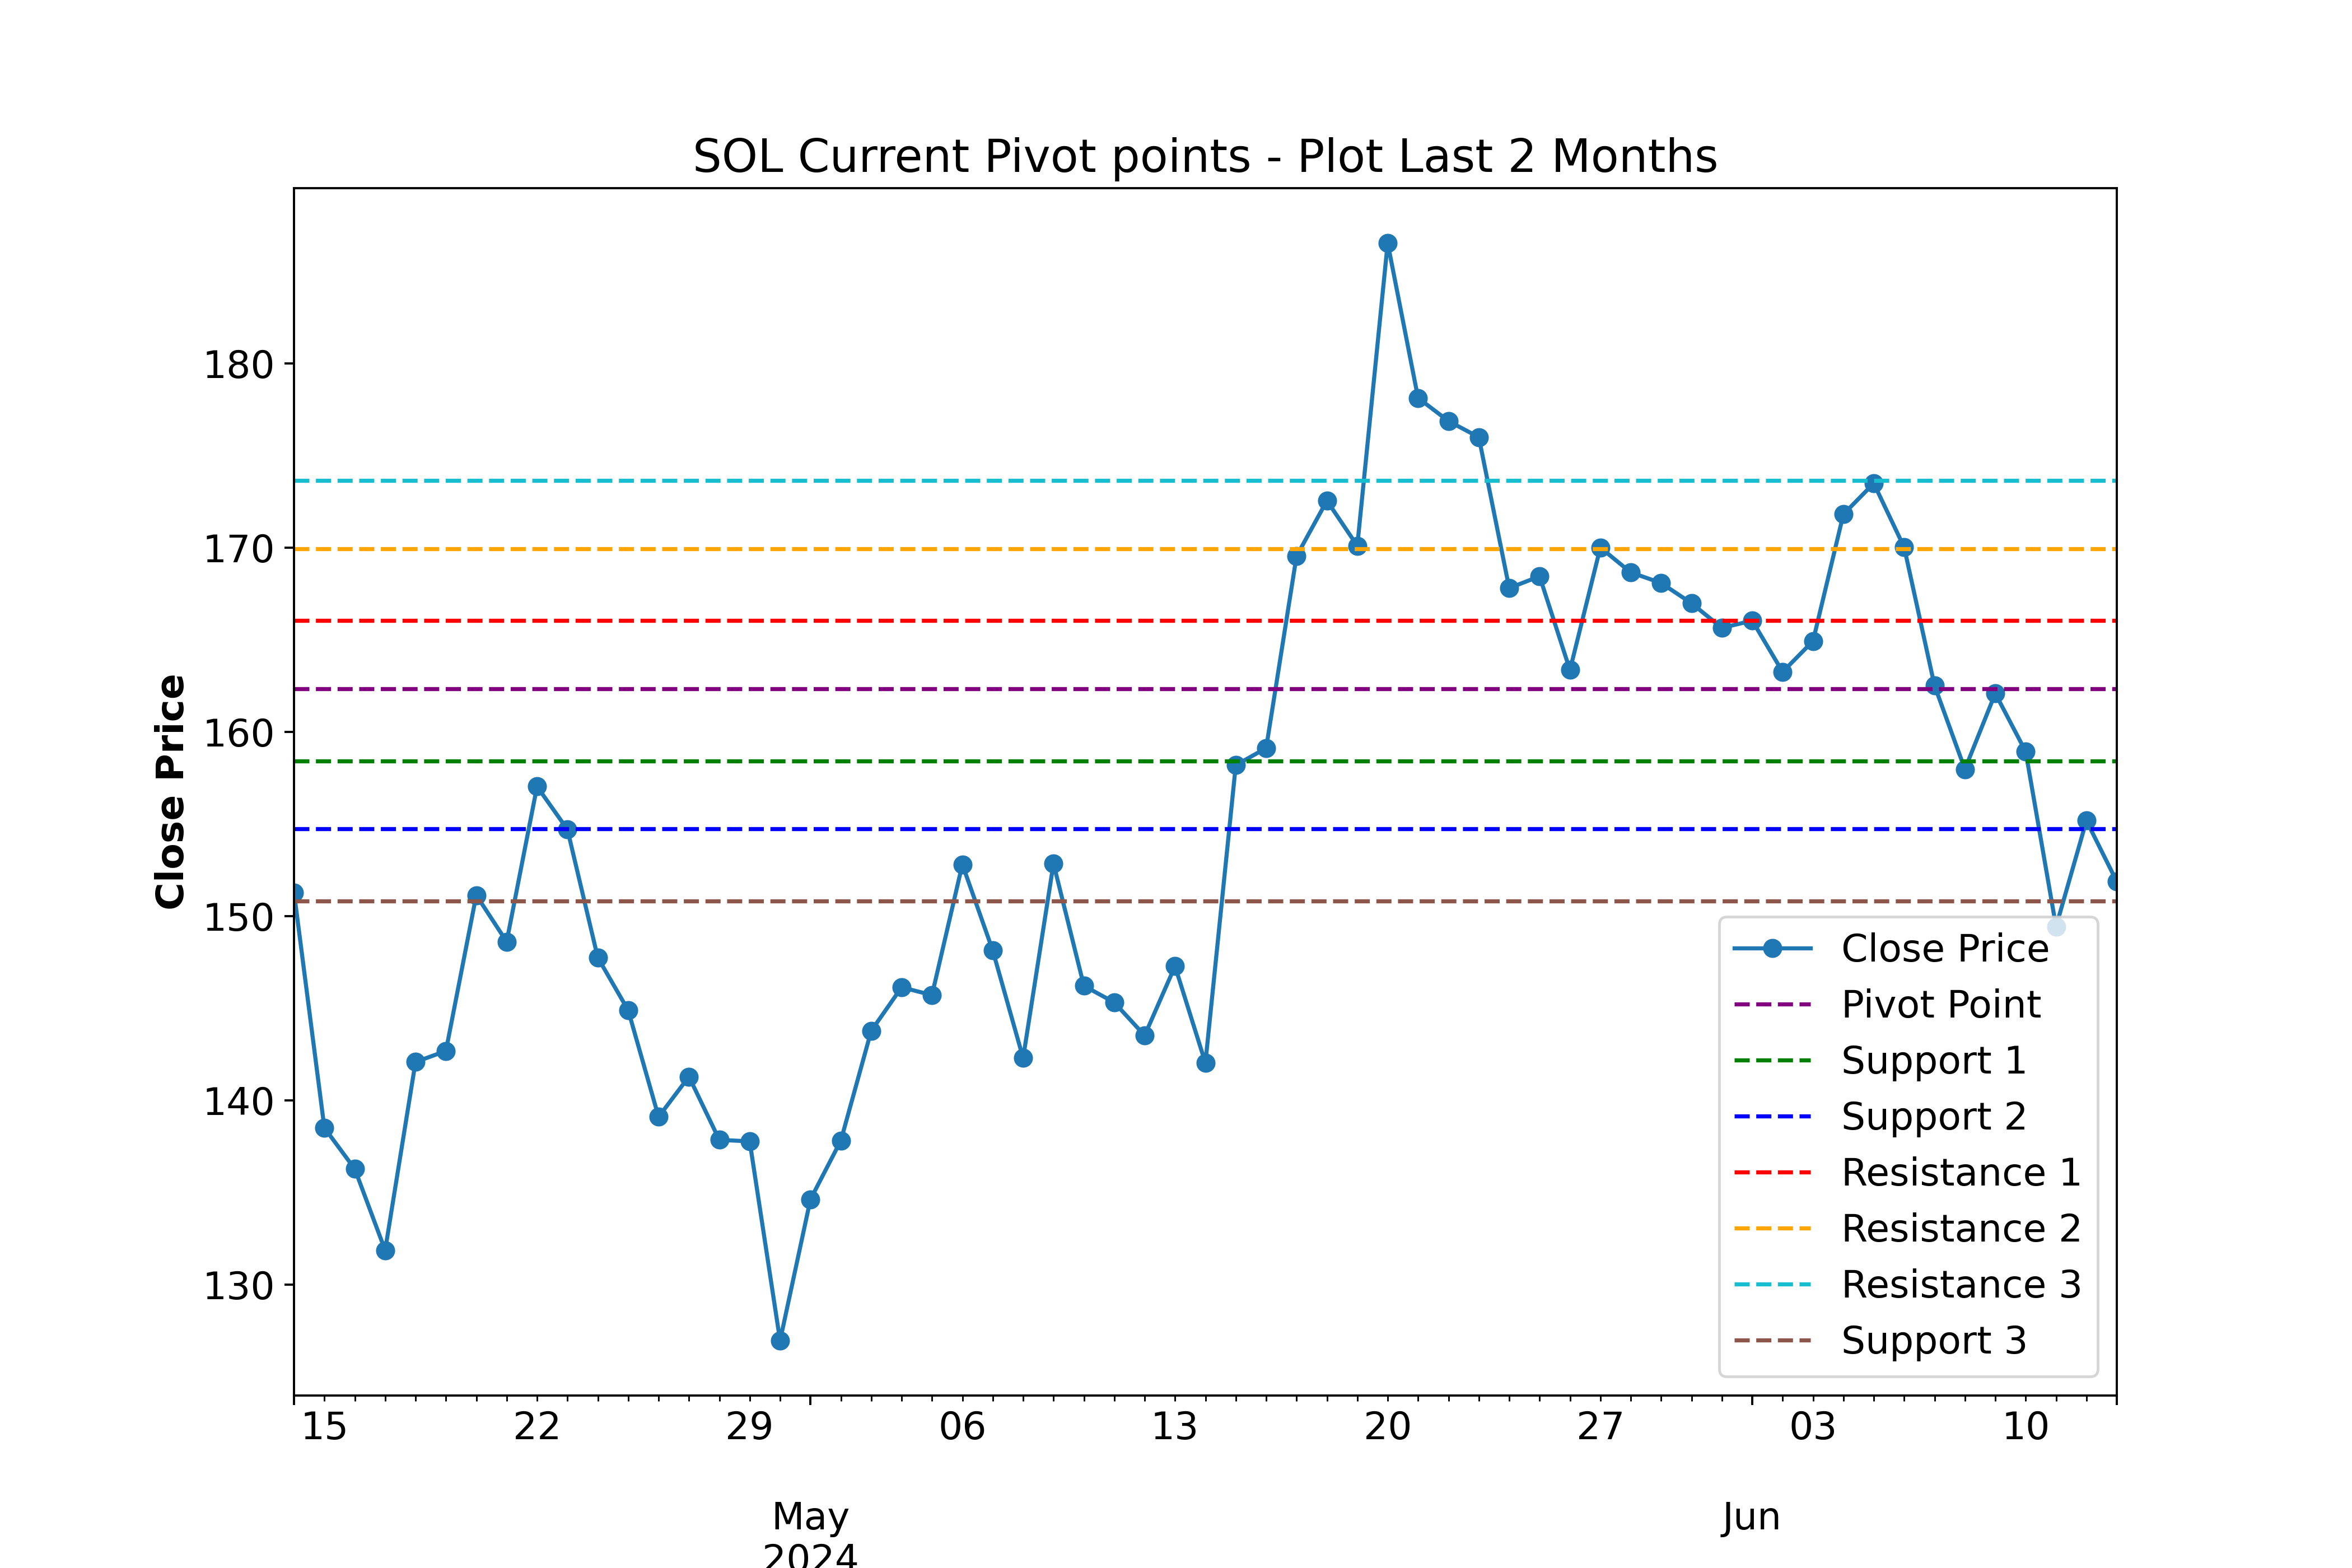 SOL Current Pivot points - Plot Last 2 Months
Close Price
180
170
160
150
140
130
Close Price
Pivot Point
Support 1
Support 2
Resistance 1
Resistance 2
Resistance 3
Support 3
15 22 29 06 13 20 27 03 10
May Jun
2024